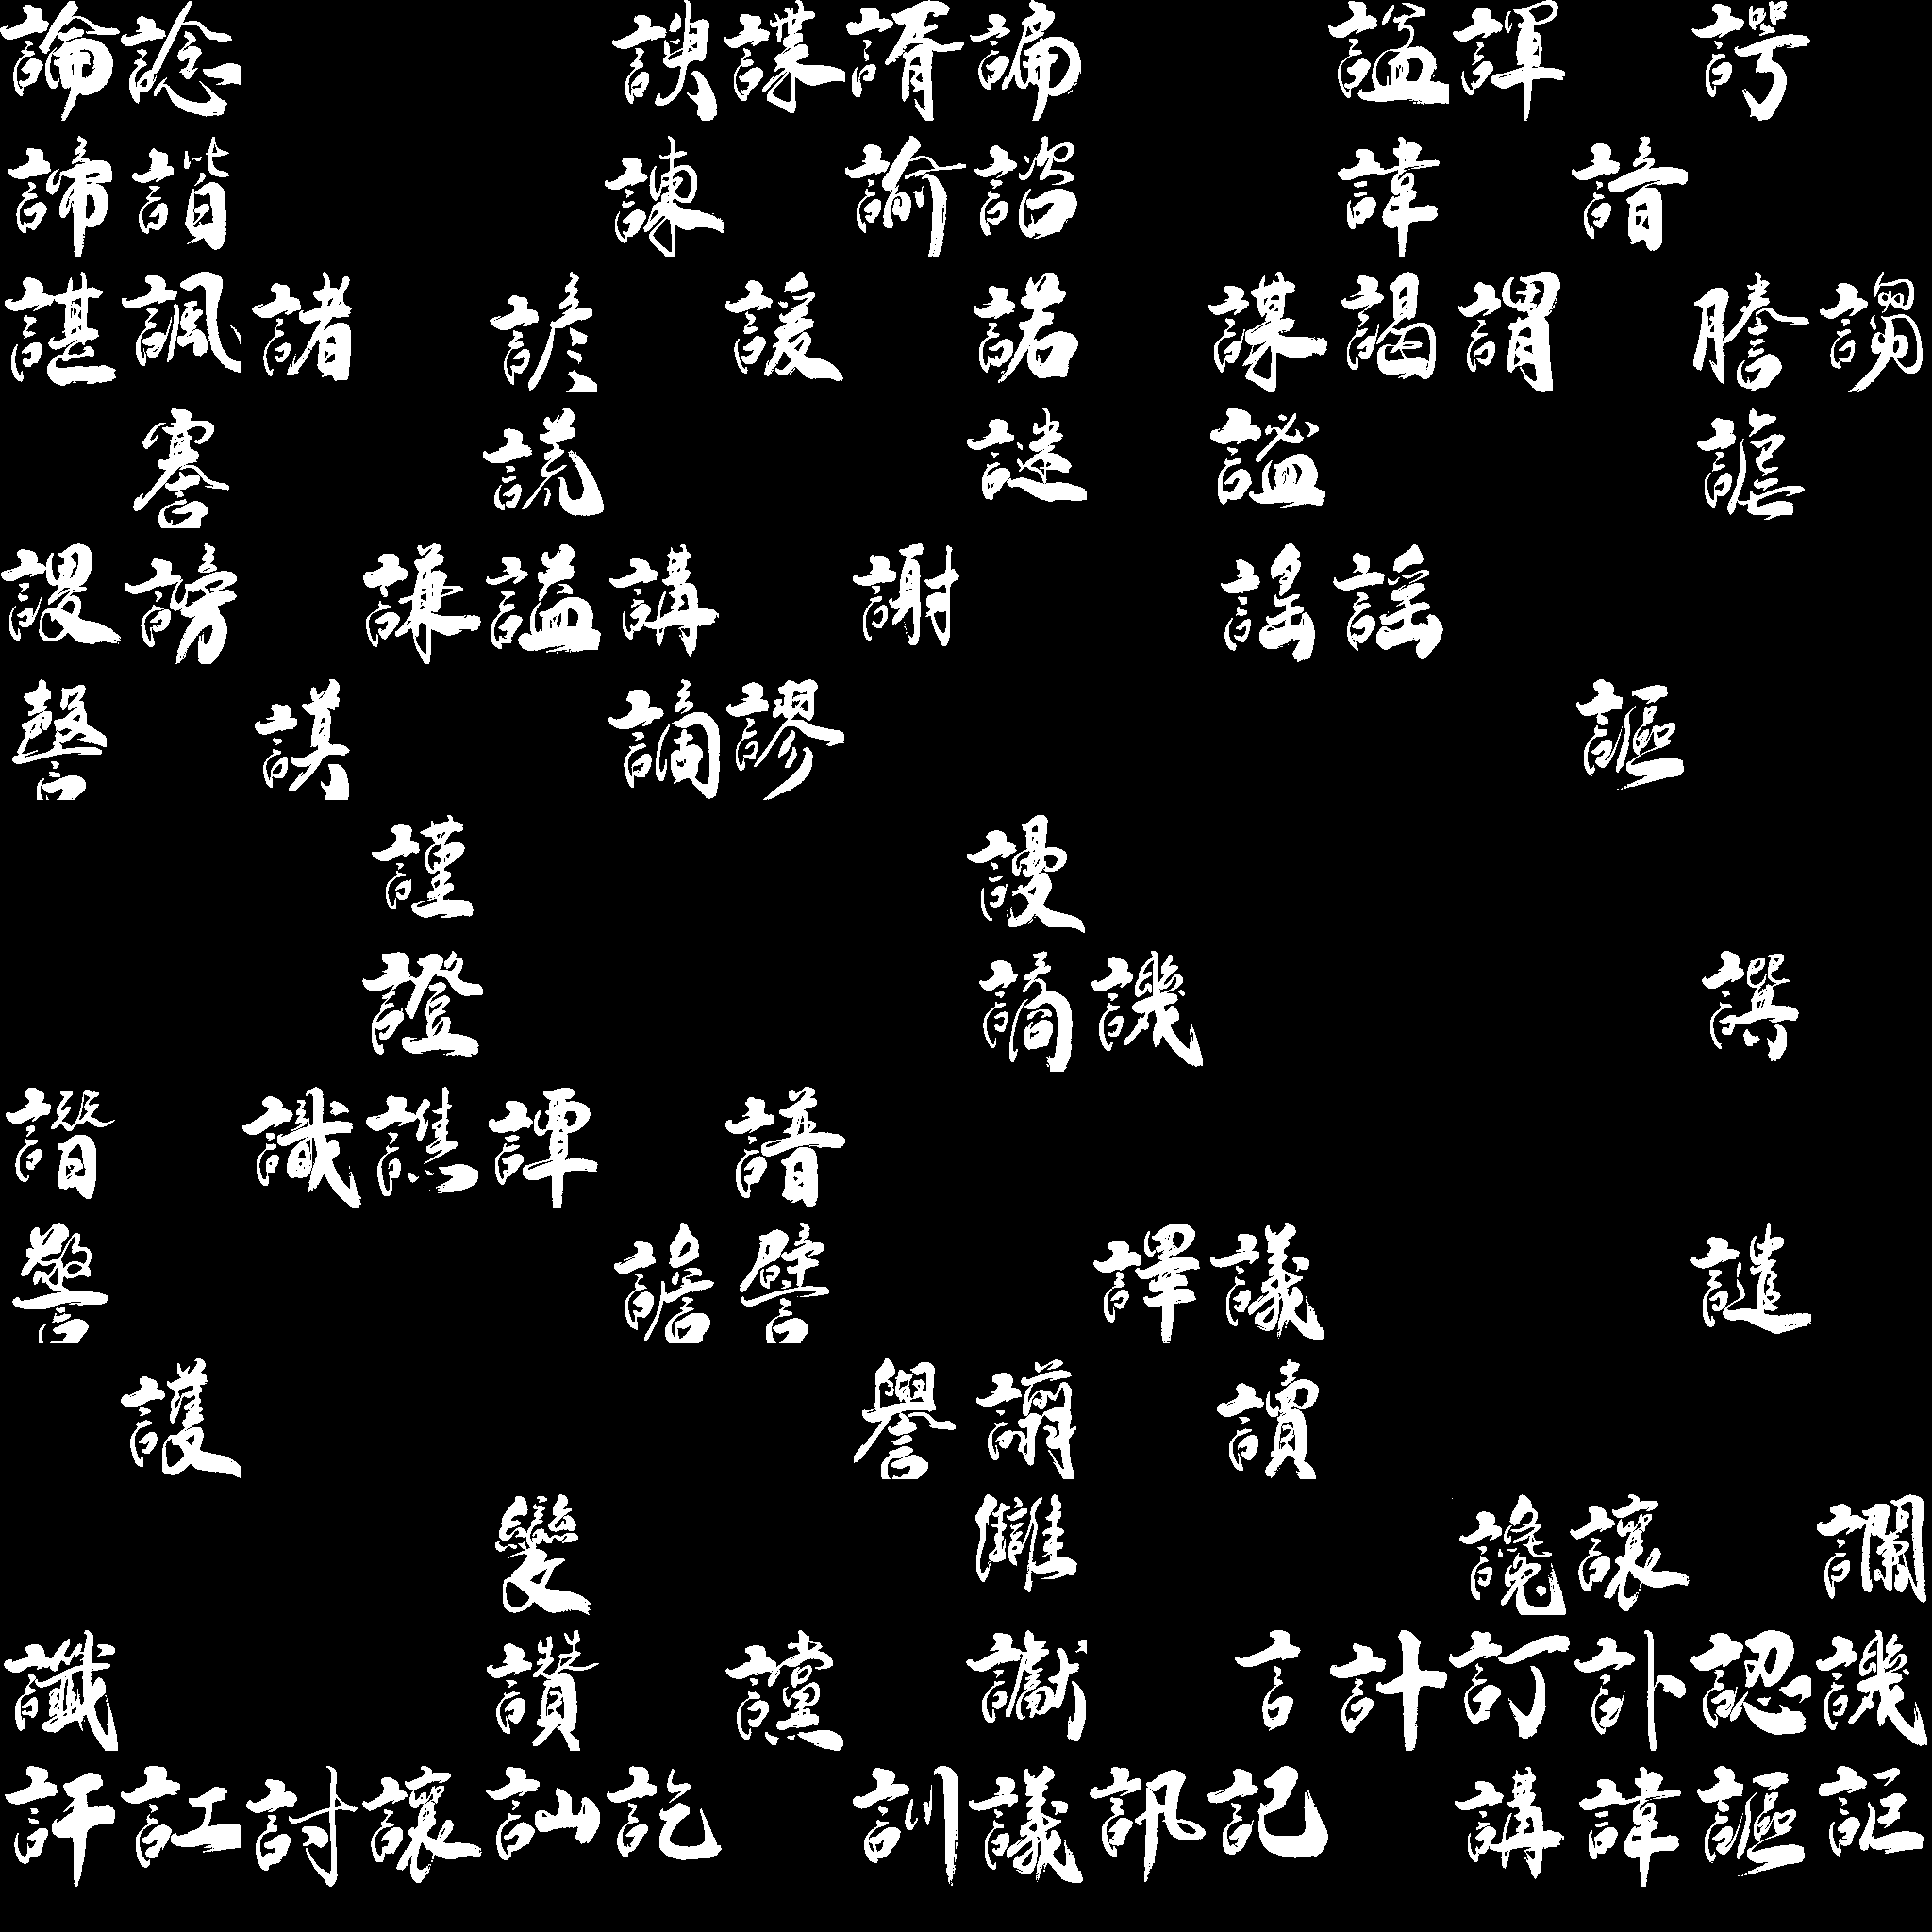 論諗諛諜諝諞諡諢諤
諦諧諫諭諮諱諳
諶諷諸諺諼諾謀謁謂謄謅
謇謊謎謐謔
謖謗謙謚講謝謠謡
謦謨謫謬謳
謹謾
證譎譏譔
譖識譙譚譜
警譫譬譯議譴
護譽譾讀
變讎讒讓讕
讖讚讜讞言計訂訃認譏
訐訌討讓訕訖訓議訊記講諱謳詎